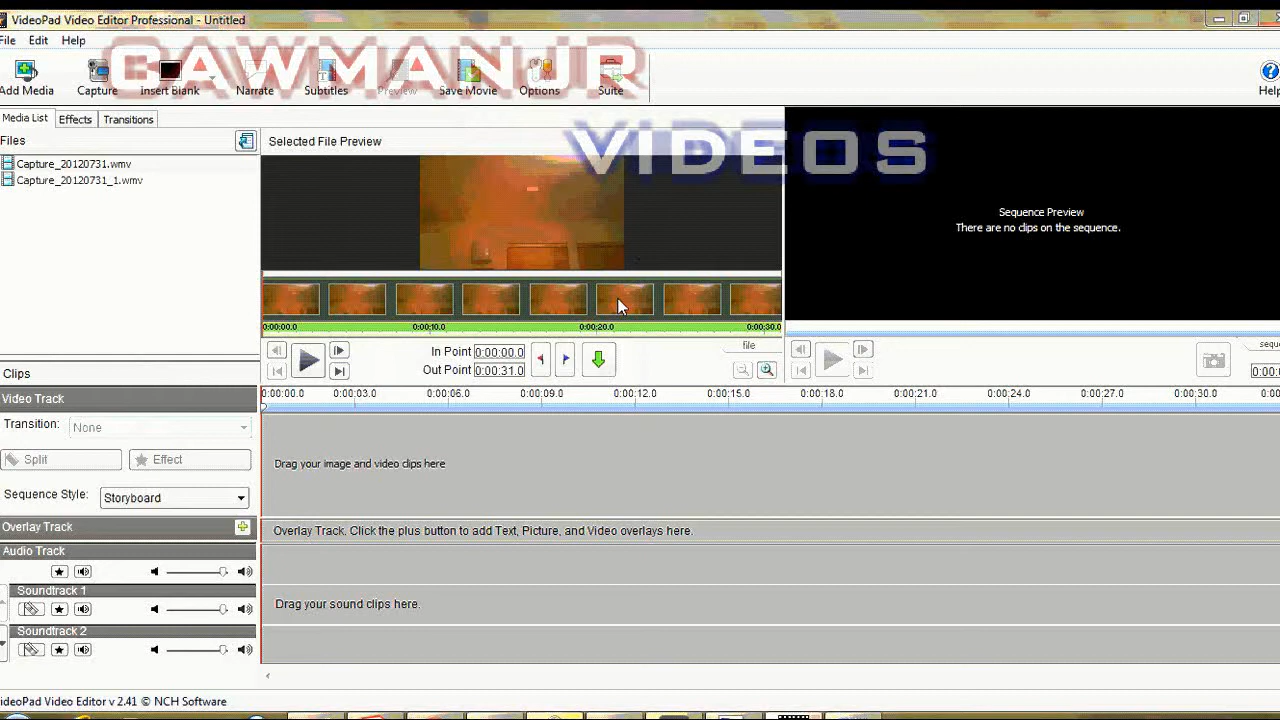 VideoPad Video Editor Professional - Untitled
File Edit Help
CAWMANJR
Add Media Capture Insert Blank Narrate Subtitles Preview Save Movie Options Suite Help
Media List Effects Transitions
VIDEOS
Files
Selected File Preview
Capture_20120731.wmv
Capture_20120731_1.wmv
Sequence Preview
There are no clips on the sequence.
0:00:00.0 0:00:10.0 0:00:20.0 0:00:30.0
In Point 0:00:00.0
Out Point 0:00:31.0
file
sequ
0:00:
Clips
0:00:00.0 0:00:03.0 0:00:06.0 0:00:09.0 0:00:12.0 0:00:15.0 0:00:18.0 0:00:21.0 0:00:24.0 0:00:27.0 0:00:30.0
Video Track
Transition: None
Split Effect
Drag your image and video clips here
Sequence Style: Storyboard
Overlay Track
Overlay Track. Click the plus button to add Text, Picture, and Video overlays here.
Audio Track
Soundtrack 1
Drag your sound clips here.
Soundtrack 2
ideoPad Video Editor v 2.41 © NCH Software